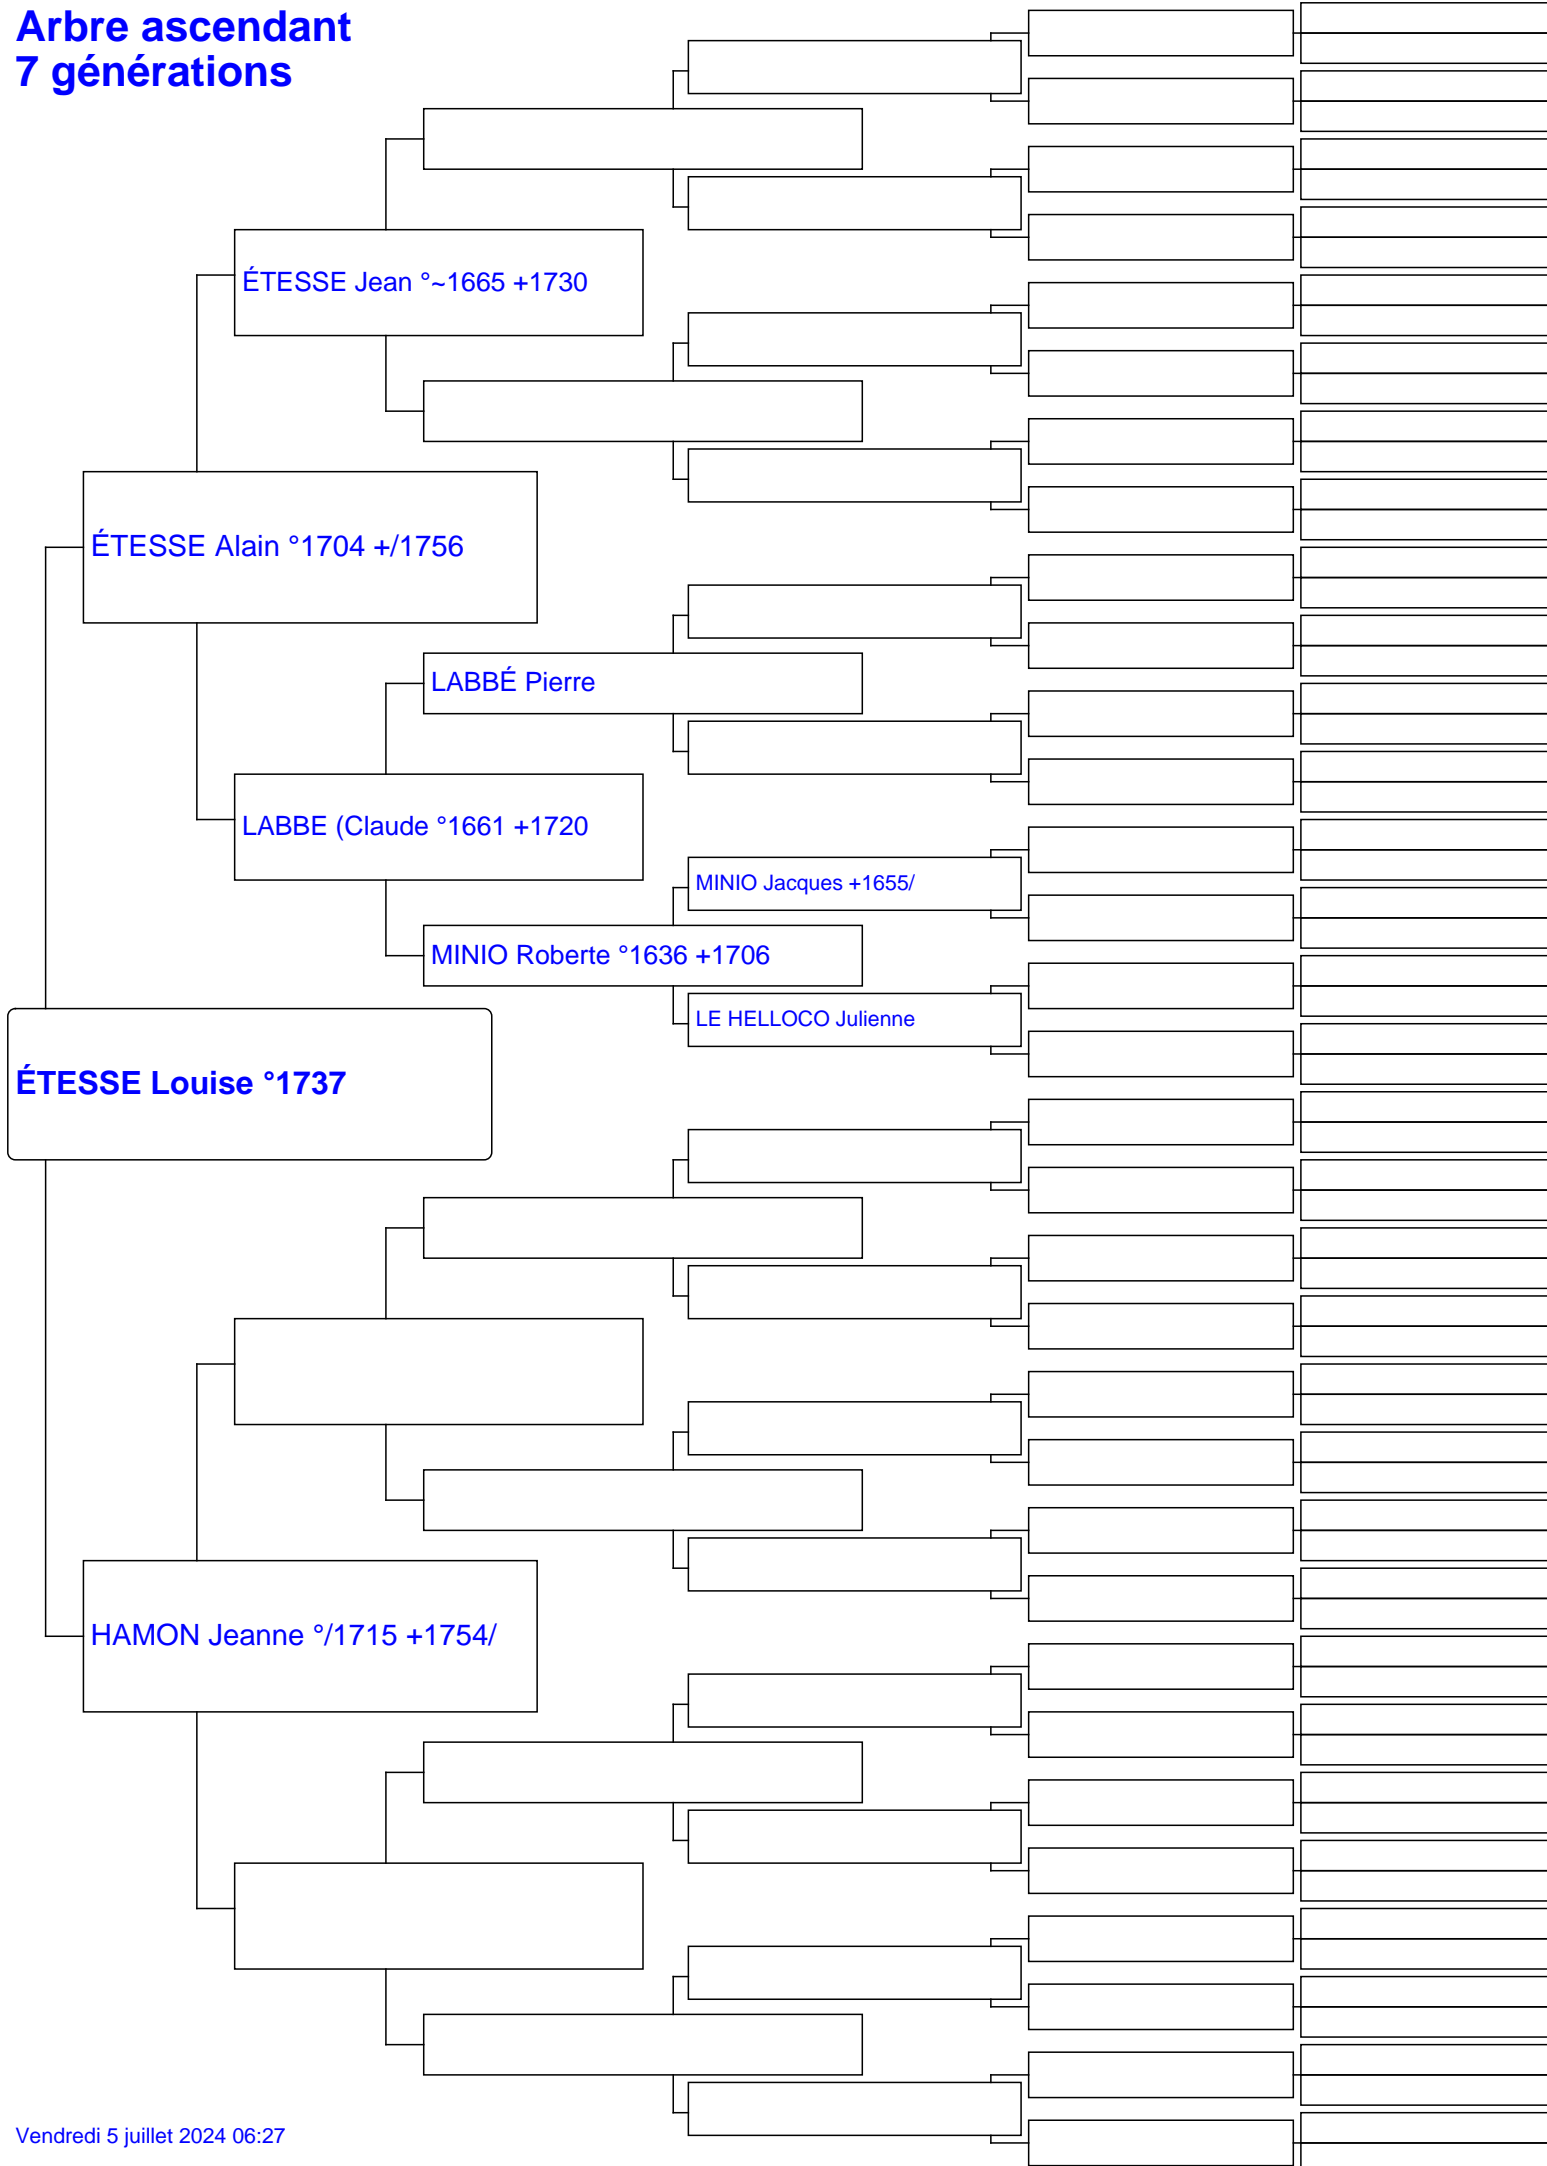 Arbre ascendant
7 générations
ÉTESSE Jean °~1665 +1730
ÉTESSE Alain °1704 +/1756
LABBÉ Pierre
LABBE (Claude °1661 +1720
MINIO Jacques +1655/
MINIO Roberte °1636 +1706
LE HELLOCO Julienne
ÉTESSE Louise °1737
HAMON Jeanne °/1715 +1754/
Vendredi 5 juillet 2024 06:27